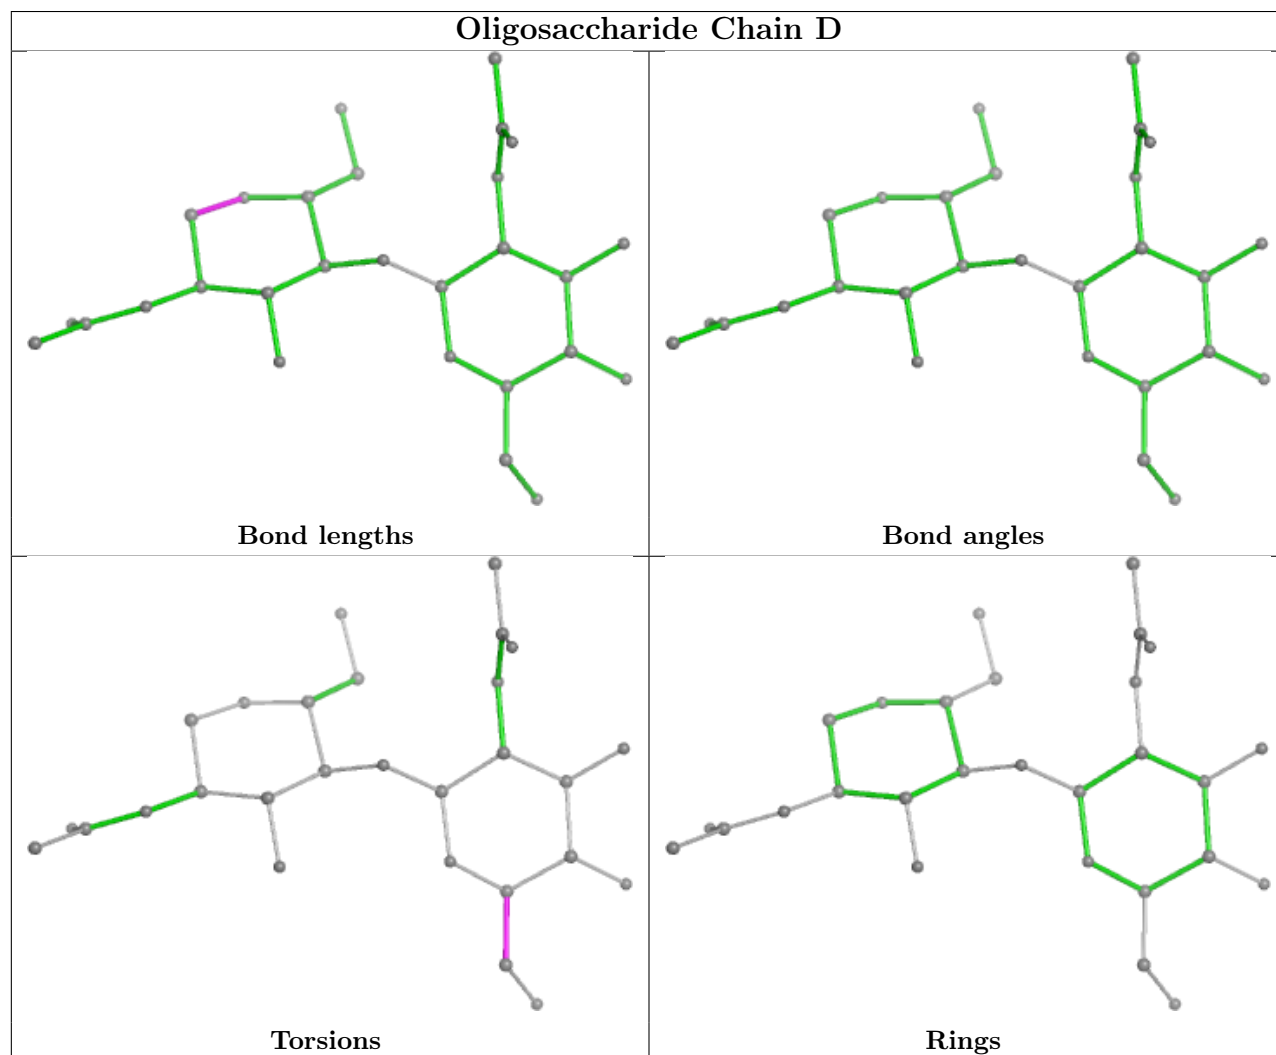 Oligosaccharide Chain D
Bond lengths
Bond angles
Torsions
Rings